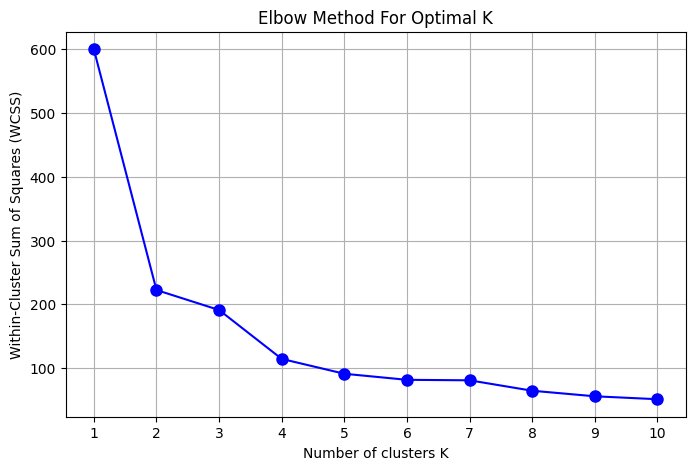 Elbow Method For Optimal K
Within-Cluster Sum of Squares (WCSS)
600
500
400
300
200
100
1 2 3 4 5 6 7 8 9 10
Number of clusters K